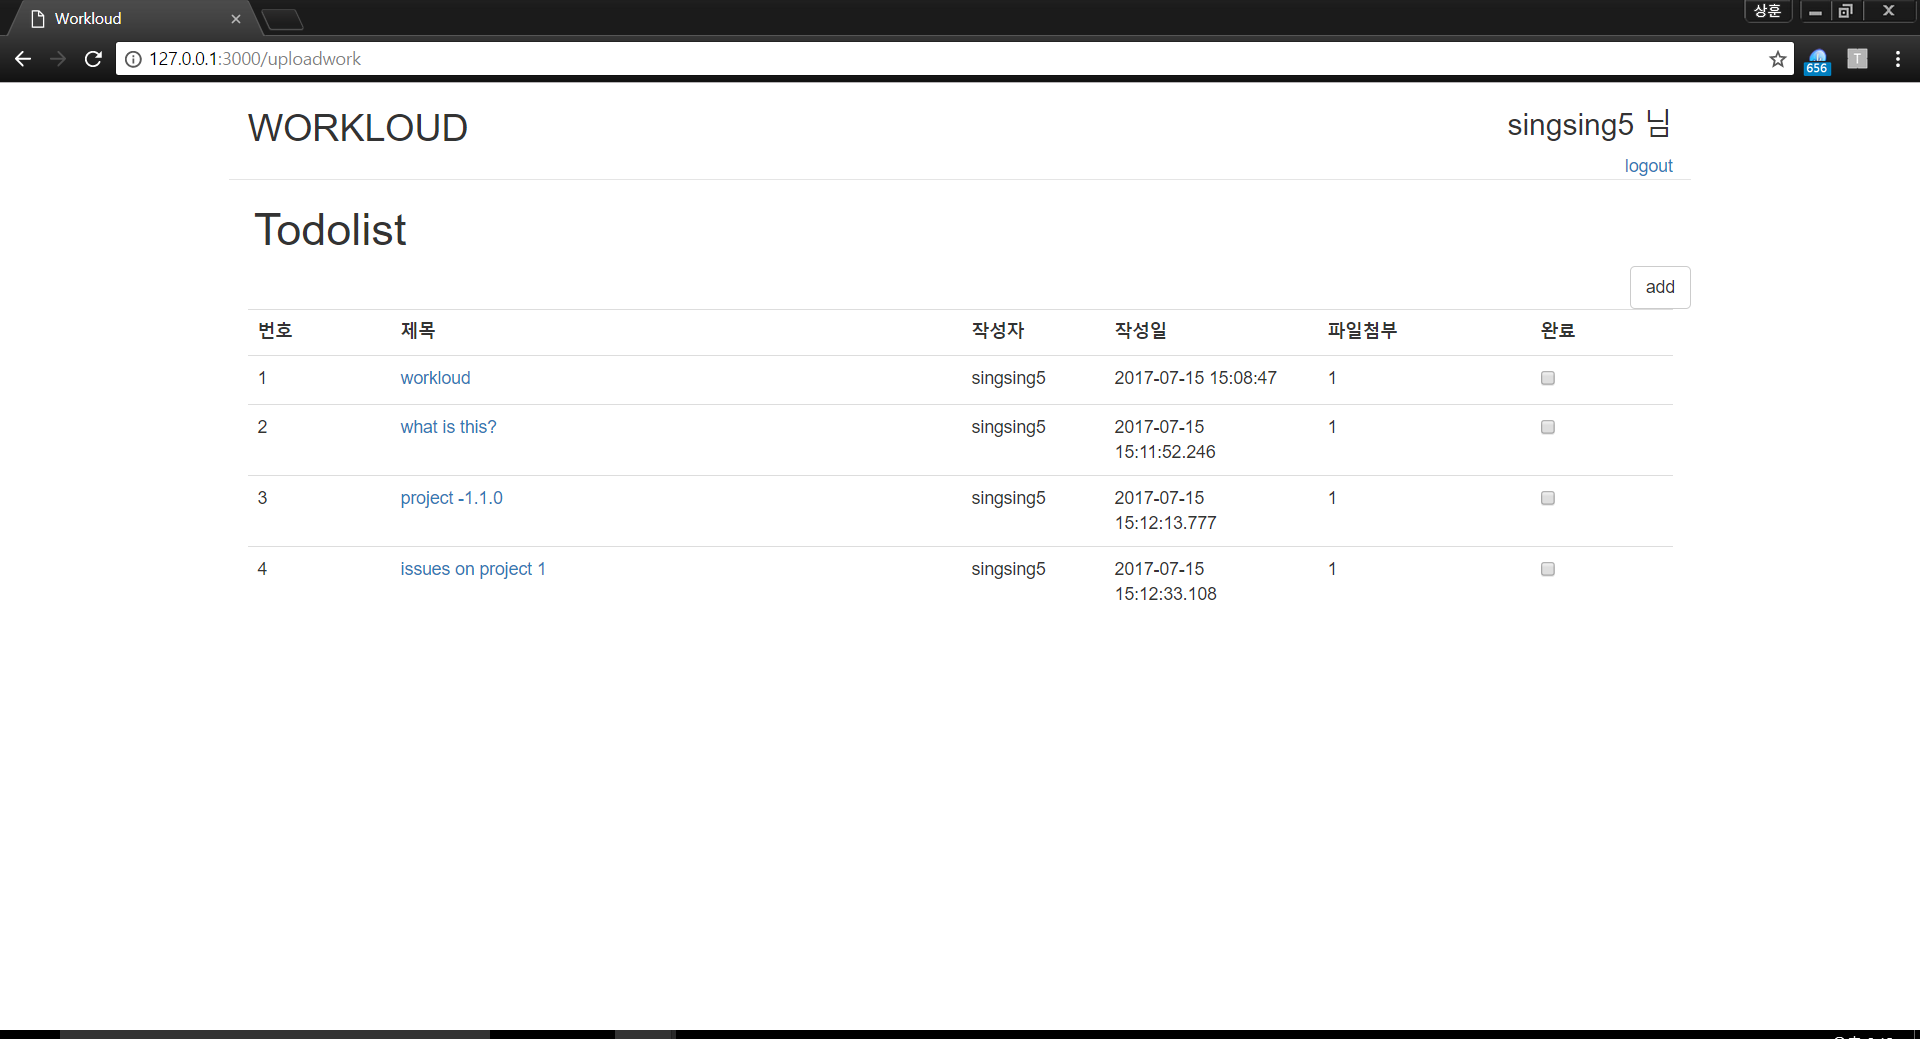 Workloud
상훈
127.0.0.1:3000/uploadwork
656
T
WORKLOUD
singsing5 님
logout
Todolist
add
번호 제목 작성자 작성일 파일첨부 완료
1 workloud singsing5 2017-07-15 15:08:47 1
2 what is this? singsing5 2017-07-15 1
15:11:52.246
3 project -1.1.0 singsing5 2017-07-15 1
15:12:13.777
4 issues on project 1 singsing5 2017-07-15 1
15:12:33.108